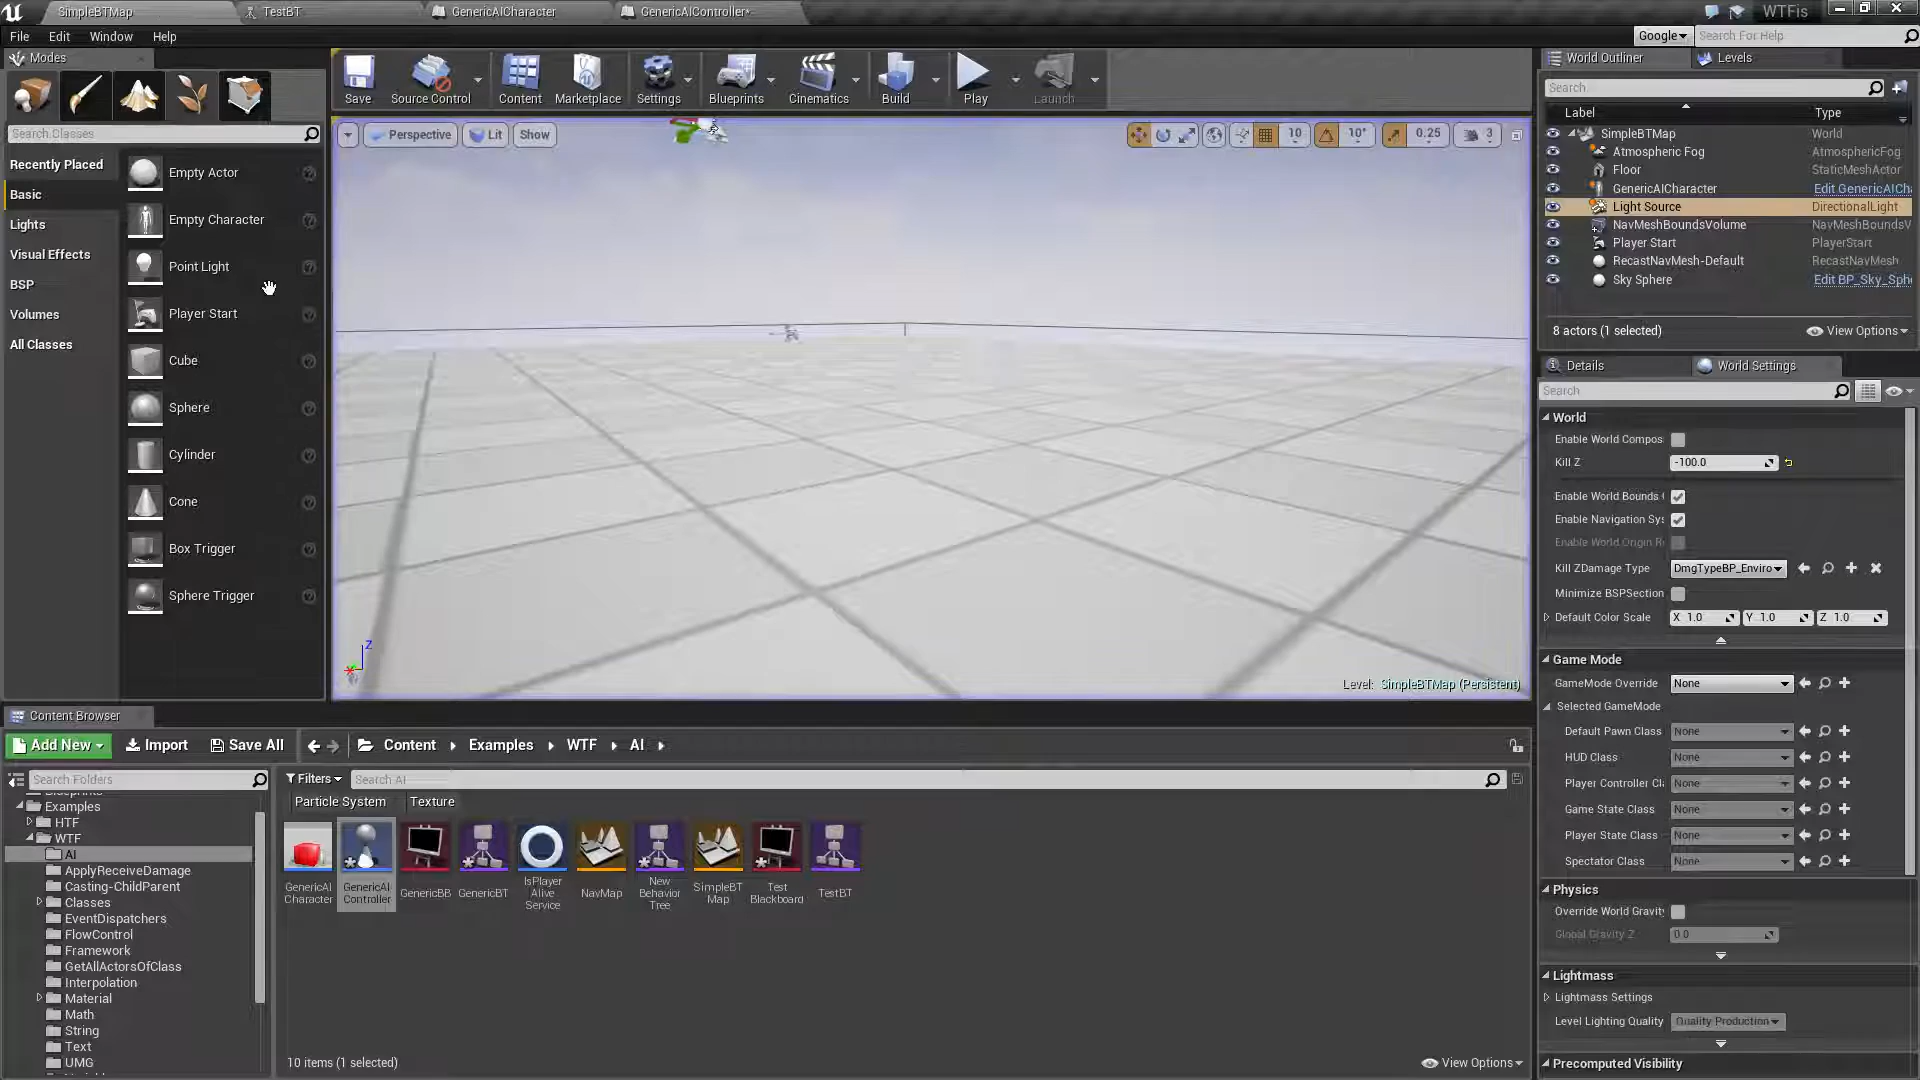 SimpleBTMap
TestBT
GenericAICharacter
GenericAIController*
WTFis
File
Edit
Window
Help
Google
Search For Help
Modes
Search Classes
Recently Placed
Basic
Lights
Visual Effects
BSP
Volumes
All Classes
Empty Actor
Empty Character
Point Light
Player Start
Cube
Sphere
Cylinder
Cone
Box Trigger
Sphere Trigger
Save
Source Control
Content
Marketplace
Settings
Blueprints
Cinematics
Build
Play
Launch
Perspective
Lit
Show
10
10°
0.25
3
Z
Level: SimpleBTMap (Persistent)
World Outliner
Levels
Search
Label
Type
SimpleBTMap World
Atmospheric Fog AtmosphericFog
Floor StaticMeshActor
GenericAICharacter Edit GenericAICh
Light Source DirectionalLight
NavMeshBoundsVolume NavMeshBoundsV
Player Start PlayerStart
RecastNavMesh-Default RecastNavMesh
Sky Sphere Edit BP_Sky_Sph
8 actors (1 selected)
View Options
Details
World Settings
Search
World
Enable World Compos
Kill Z -100.0
Enable World Bounds
Enable Navigation Sys
Enable World Origin R
Kill ZDamage Type DmgTypeBP_Enviro
Minimize BSPSection
Default Color Scale X 1.0 Y 1.0 Z 1.0
Game Mode
GameMode Override None
Selected GameMode
Default Pawn Class None
HUD Class None
Player Controller Cl None
Game State Class None
Player State Class None
Spectator Class None
Physics
Override World Gravit
Global Gravity Z 0.0
Lightmass
Lightmass Settings
Level Lighting Quality Quality Production
Precomputed Visibility
Content Browser
Add New
Import
Save All
Content
Examples
WTF
AI
Search Folders
Filters
Search AI
Particle System
Texture
Examples
HTF
WTF
AI
ApplyReceiveDamage
Casting-ChildParent
Classes
EventDispatchers
FlowControl
Framework
GetAllActorsOfClass
Interpolation
Material
Math
String
Text
UMG
GenericAI
Character
GenericAI
Controller
GenericBB
GenericBT
IsPlayer
Alive
Service
NavMap
New
Behavior
Tree
SimpleBT
Map
Test
Blackboard
TestBT
10 items (1 selected)
View Options